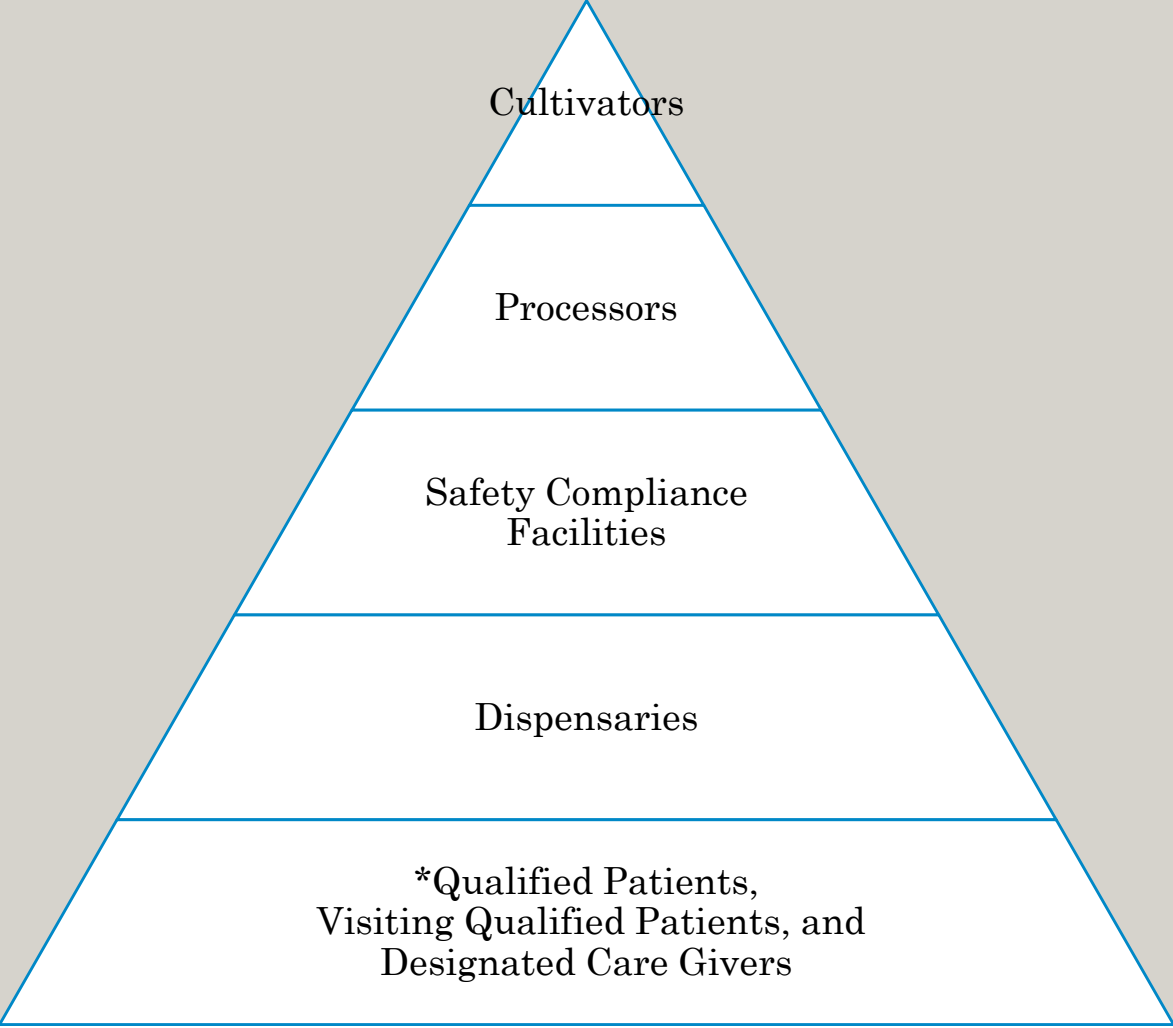 Cultivators
Processors
Safety Compliance
Facilities
Dispensaries
*Qualified Patients,
Visiting Qualified Patients, and
Designated Care Givers